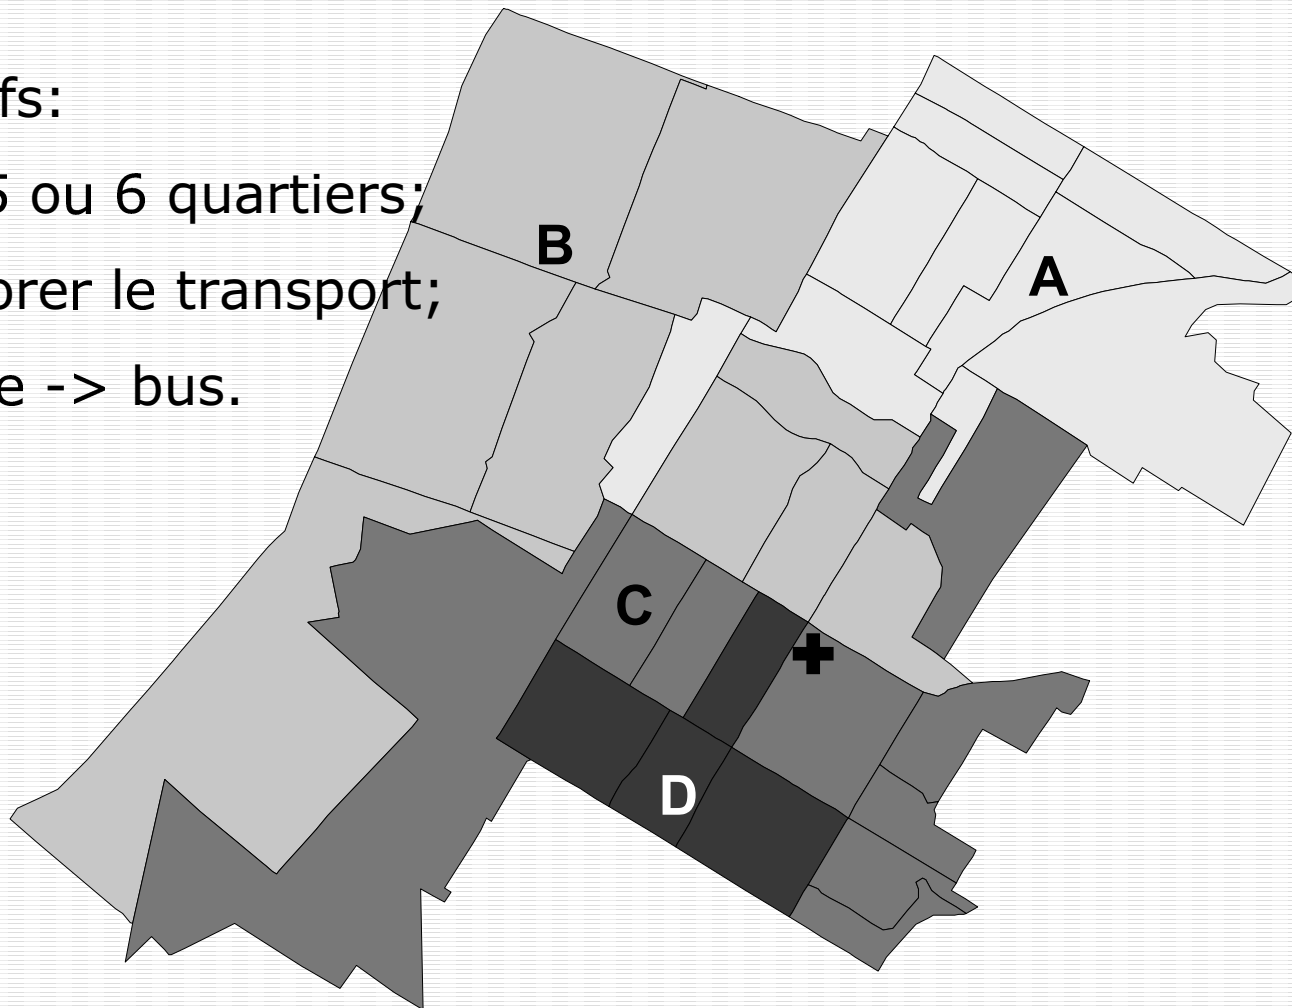 fs:
5 ou 6 quartiers;
orer le transport;
e -> bus.
B
A
C
D